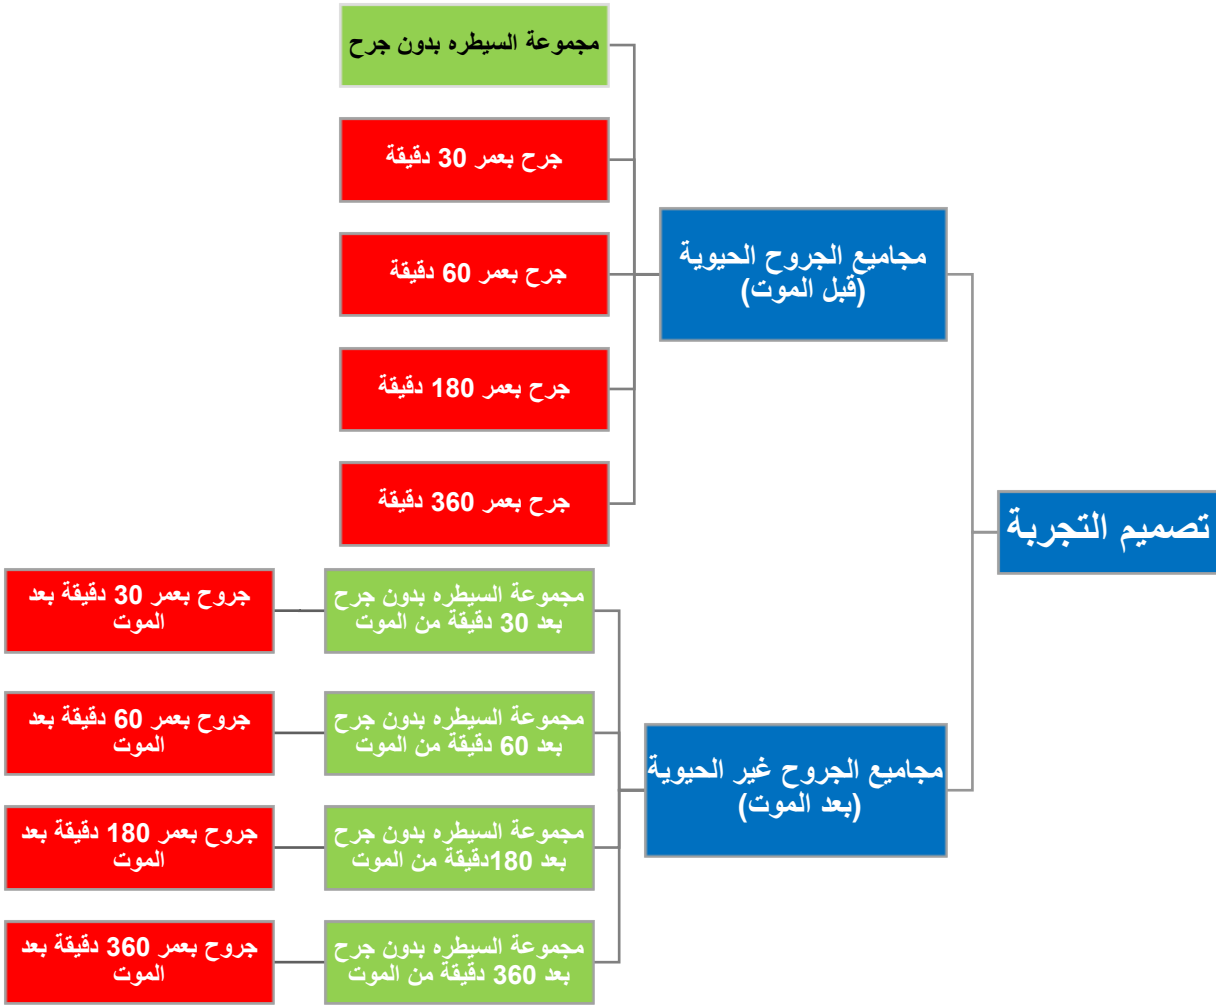 تصميم التجربة
مجاميع الجروح الحيوية
(قبل الموت)
مجموعة السيطره بدون جرح
جرح بعمر 30 دقيقة
جرح بعمر 60 دقيقة
جرح بعمر 180 دقيقة
جرح بعمر 360 دقيقة
مجاميع الجروح غير الحيوية
(بعد الموت)
مجموعة السيطره بدون جرح
بعد 30 دقيقة من الموت
جروح بعمر 30 دقيقة بعد
الموت
مجموعة السيطره بدون جرح
بعد 60 دقيقة من الموت
جروح بعمر 60 دقيقة بعد
الموت
مجموعة السيطره بدون جرح
بعد 180دقيقة من الموت
جروح بعمر 180 دقيقة بعد
الموت
مجموعة السيطره بدون جرح
بعد 360 دقيقة من الموت
جروح بعمر 360 دقيقة بعد
الموت